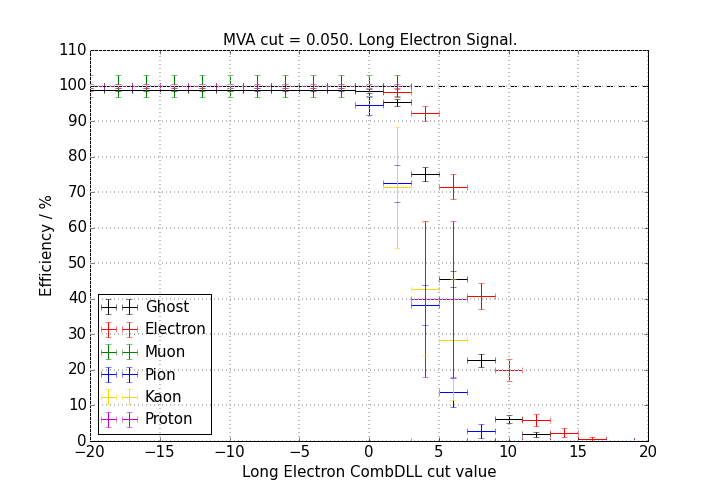 MVA cut = 0.050. Long Electron Signal.
110
100
90
80
70
60
50
40
30
20
10
0
Efficiency / %
Ghost
Electron
Muon
Pion
Kaon
Proton
−20 −15 −10 −5 0 5 10 15 20
Long Electron CombDLL cut value